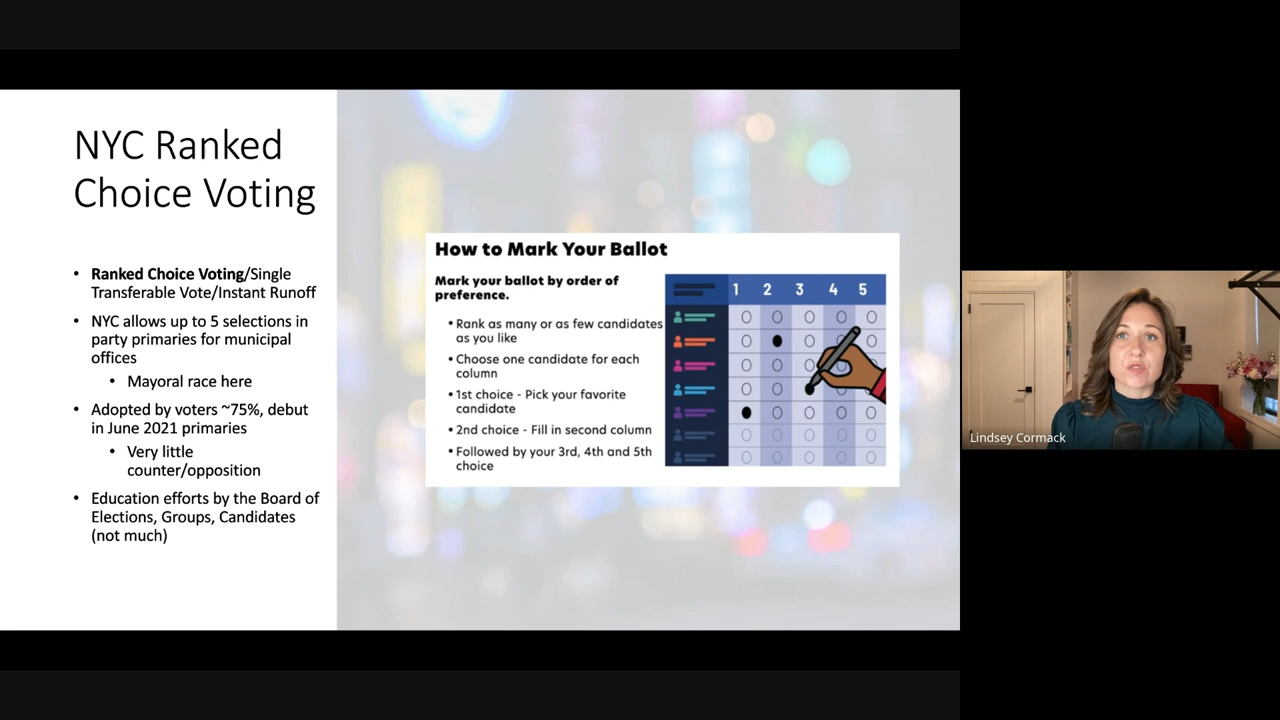 NYC Ranked
Choice Voting
• Ranked Choice Voting/Single
Transferable Vote/Instant Runoff
• NYC allows up to 5 selections in
party primaries for municipal
offices
• Mayoral race here
• Adopted by voters ~75%, debut
in June 2021 primaries
• Very little
counter/opposition
• Education efforts by the Board of
Elections, Groups, Candidates
(not much)
How to Mark Your Ballot
Mark your ballot by order of
preference.
• Rank as many or as few candidates
as you like
• Choose one candidate for each
column
• 1st choice - Pick your favorite
candidate
• 2nd choice - Fill in second column
• Followed by your 3rd, 4th and 5th
choice
1 2 3 4 5
Lindsey Cormack